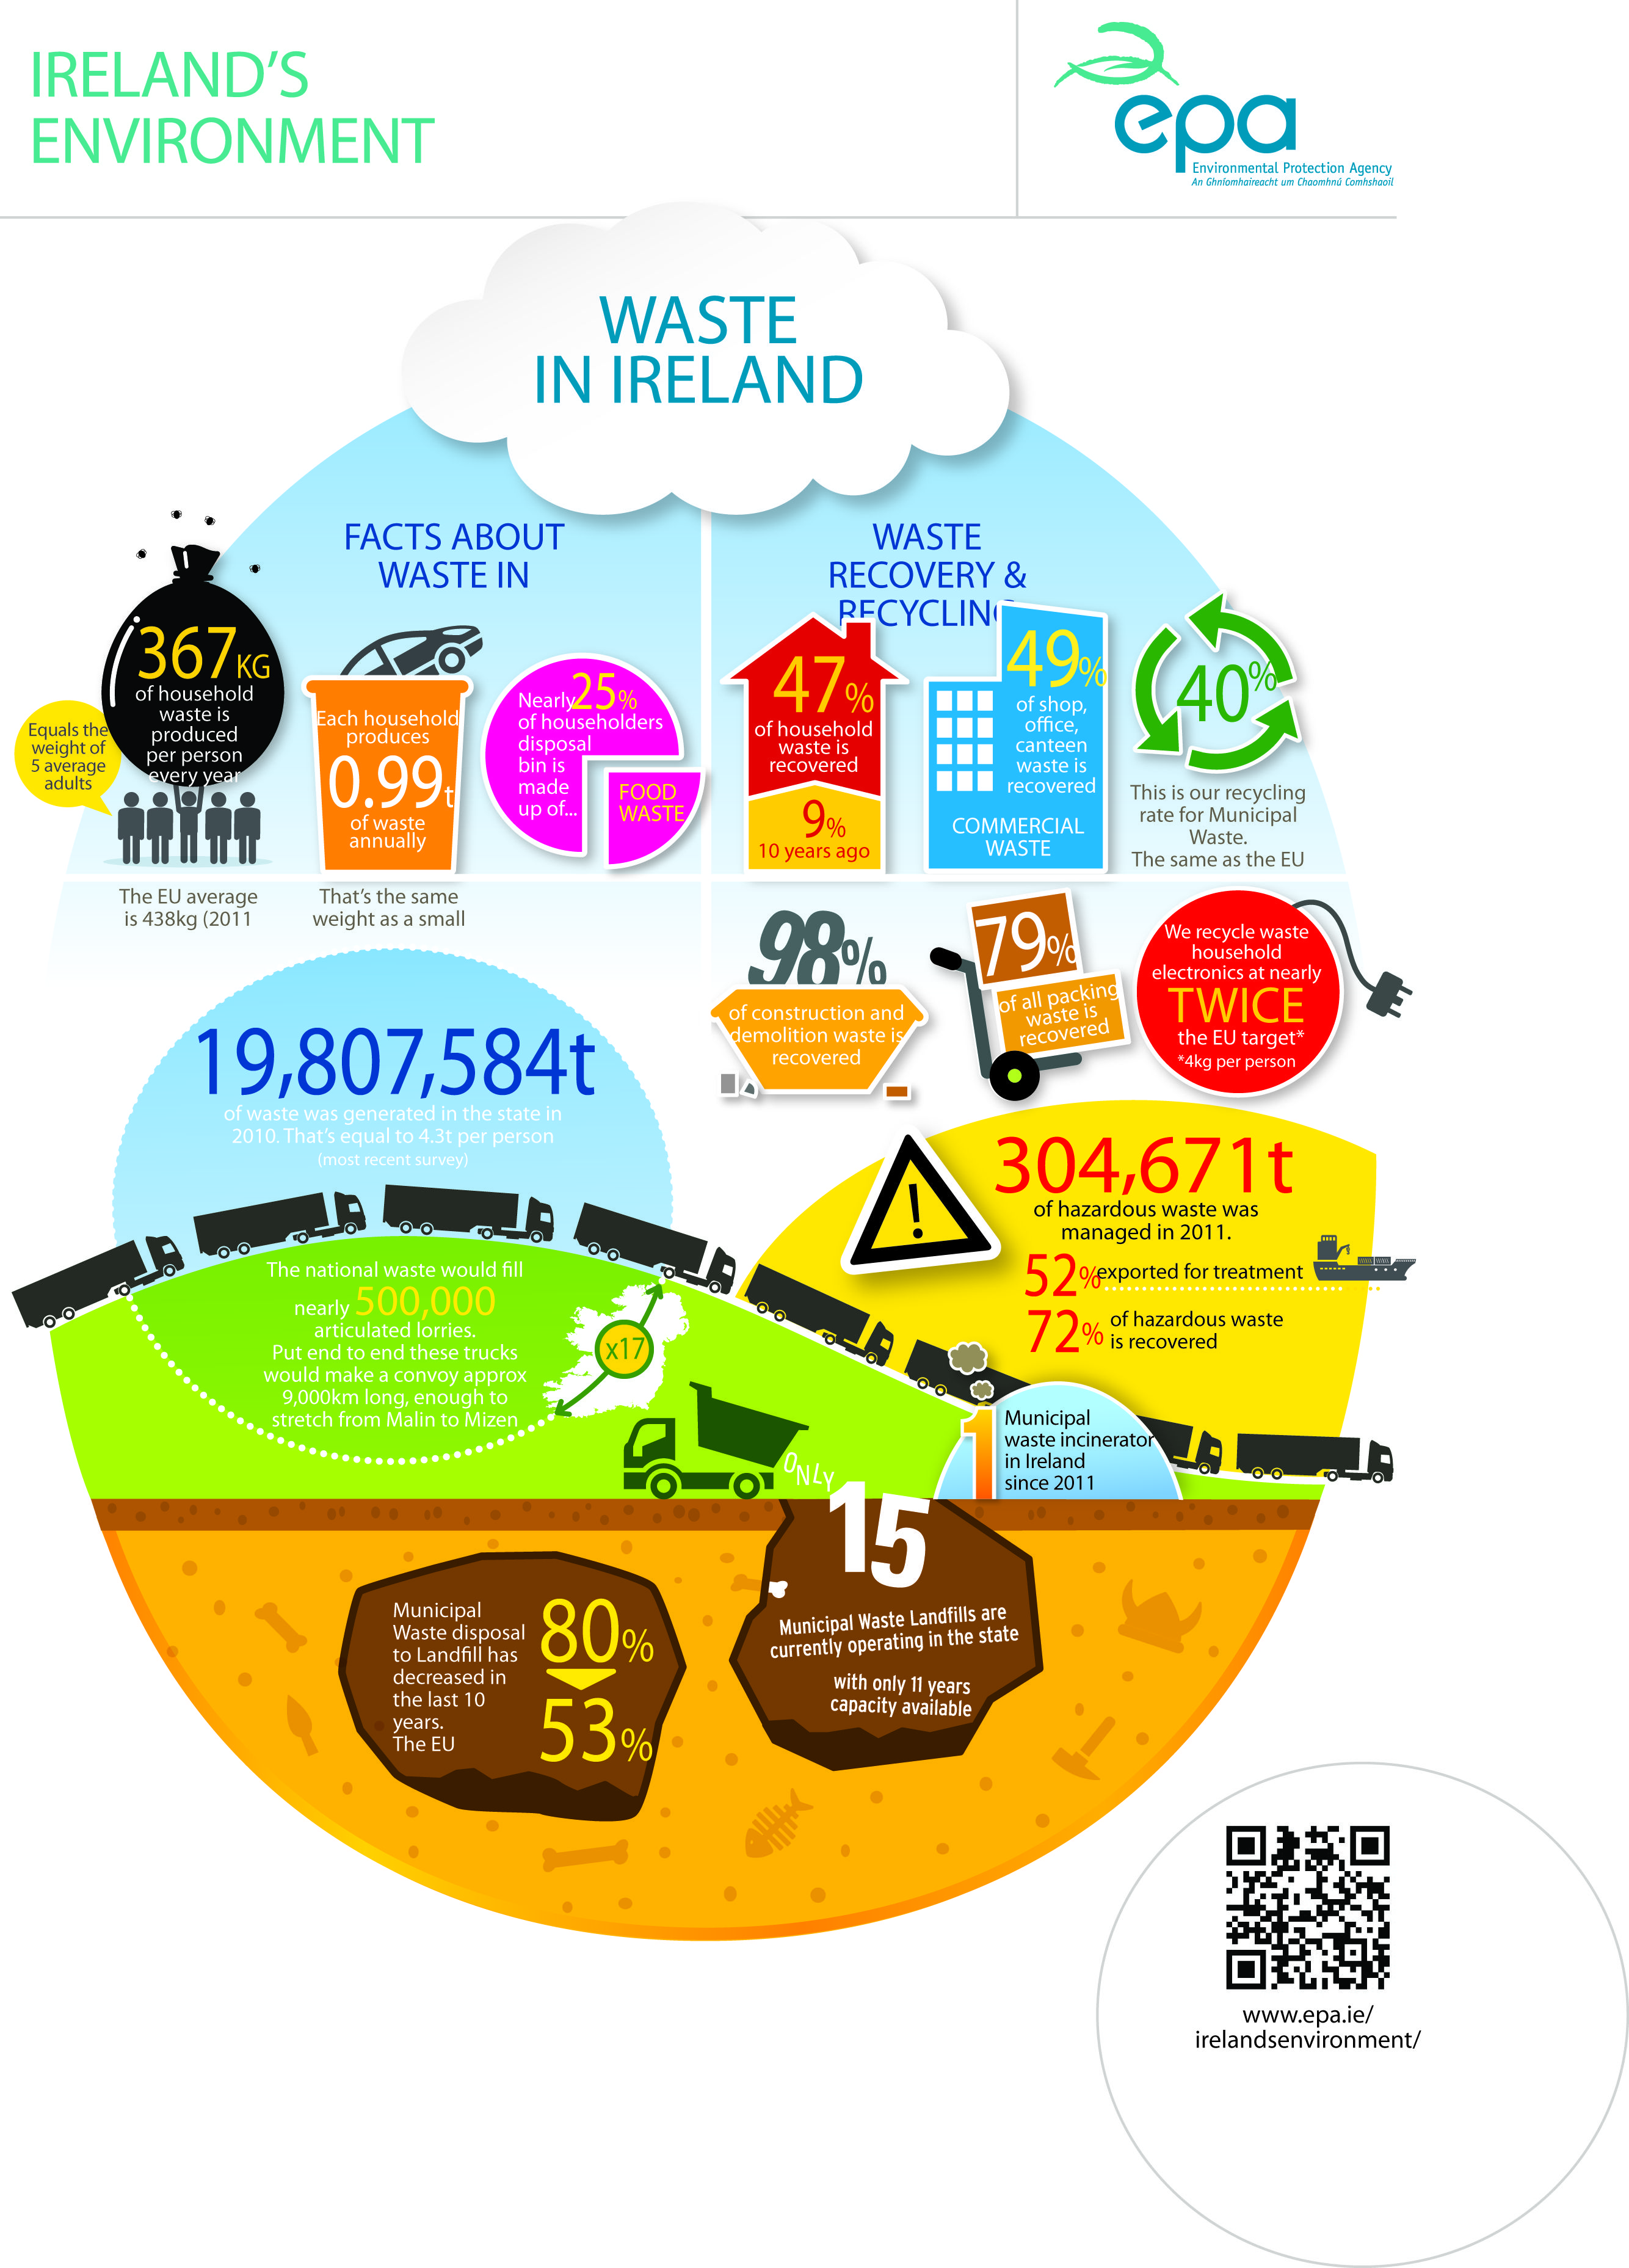 IRELAND'S
ENVIRONMENT
epa
Environmental Protection Agency
An Ghníomhaireacht um Chaomhnú Comhshaoil
WASTE
IN IRELAND
FACTS ABOUT
WASTE IN
367KG
of household
waste is
produced
per person
every year
Equals the
weight of
5 average
adults
The EU average
is 438kg (2011
Each household
produces
0.99t
of waste
annually
That's the same
weight as a small
Nearly 25%
of householders
disposal
bin is
made
up of...
FOOD
WASTE
WASTE
RECOVERY &
RECYCLING
47%
of household
waste is
recovered
9%
10 years ago
49%
of shop,
office,
canteen
waste is
recovered
COMMERCIAL
WASTE
40%
This is our recycling
rate for Municipal
Waste.
The same as the EU
98%
of construction and
demolition waste is
recovered
79%
of all packing
waste is
recovered
We recycle waste
household
electronics at nearly
TWICE
the EU target*
*4kg per person
19,807,584t
of waste was generated in the state in
2010. That's equal to 4.3t per person
(most recent survey)
The national waste would fill
nearly 500,000
articulated lorries.
Put end to end these trucks
would make a convoy approx
9,000km long, enough to
stretch from Malin to Mizen
x17
304,671t
of hazardous waste was
managed in 2011.
52% exported for treatment
72% of hazardous waste
is recovered
1
Municipal
waste incinerator
in Ireland
since 2011
ONLY
15
Municipal Waste Landfills are
currently operating in the state
with only 11 years
capacity available
Municipal
Waste disposal
to Landfill has
decreased in
the last 10
years.
The EU
80%
53%
www.epa.ie/
irelandsenvironment/